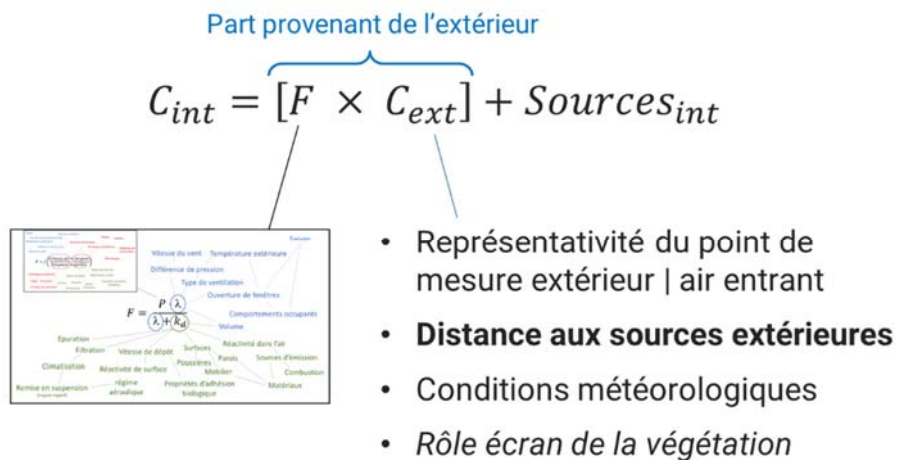 Part provenant de l'extérieur
C_int = [F × C_ext] + Sources_int
Saison
Vitesse du vent Température extérieure
Différence de pression
Type de ventilation
Ouverture de fenêtres
F = P λ / (λ + k_d)
Comportements occupants
Volume
Epuration
Filtration Vitesse de dépôt Surfaces Réactivité dans l'air
Climatisation Réactivité de surface Poussières Parois Sources d'émission
Mobilier Combustion
Remise en suspension régime aéraulique Propriétés d'adhésion biologique Matériaux
• Représentativité du point de
mesure extérieur | air entrant
• Distance aux sources extérieures
• Conditions météorologiques
• Rôle écran de la végétation